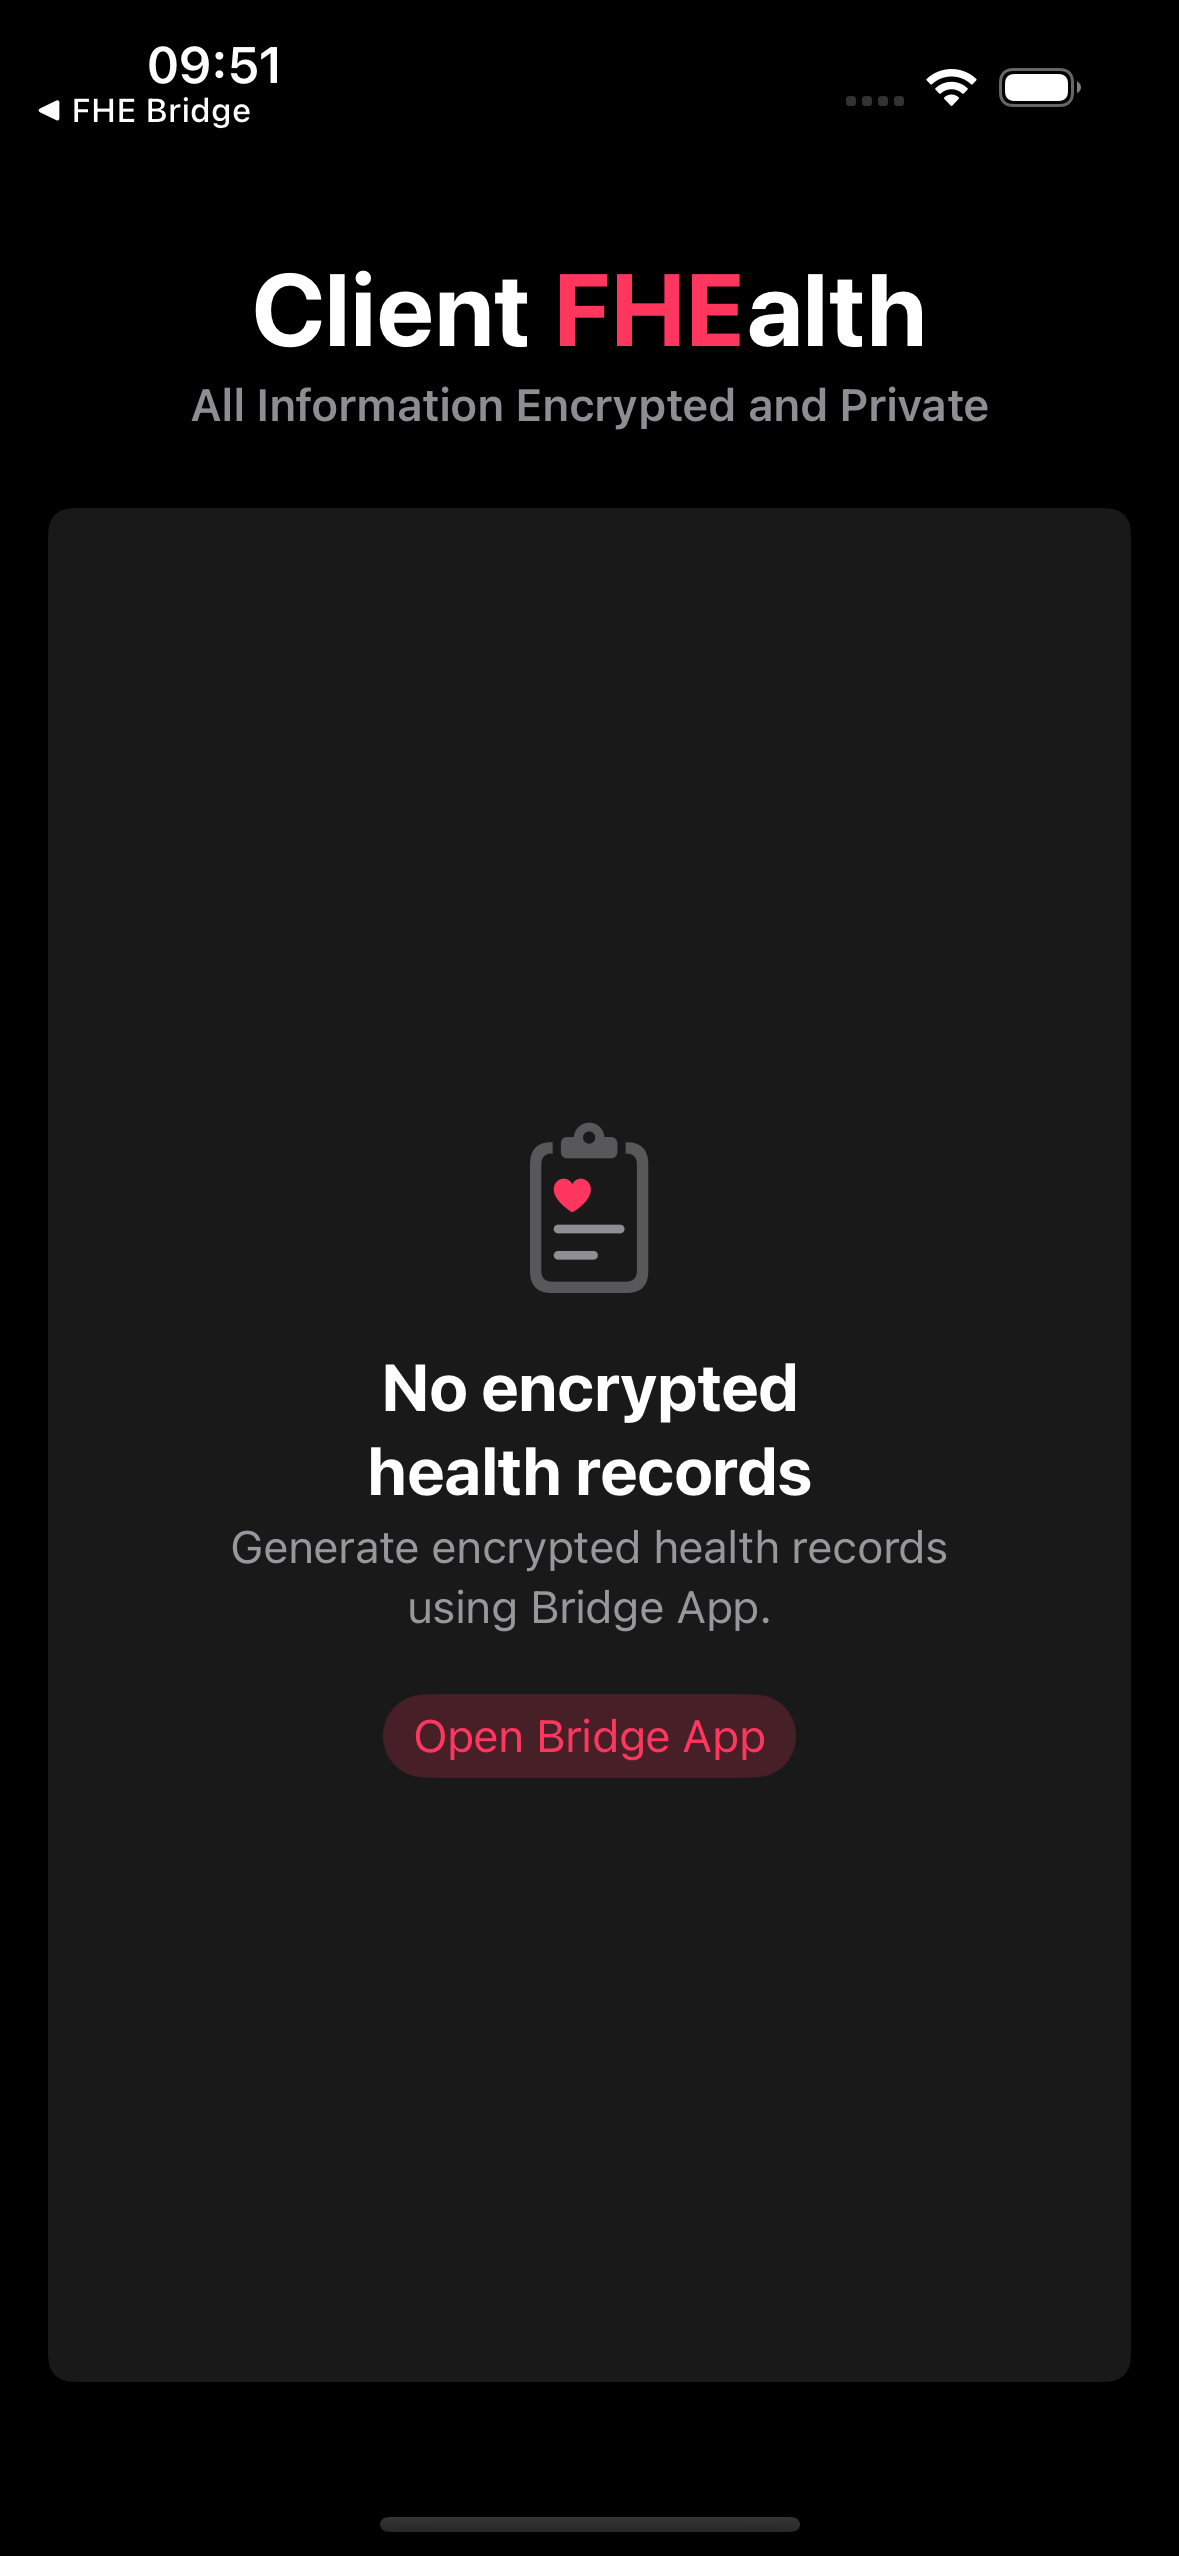 09:51
FHE Bridge
Client FHEalth
All Information Encrypted and Private
No encrypted
health records
Generate encrypted health records
using Bridge App.
Open Bridge App